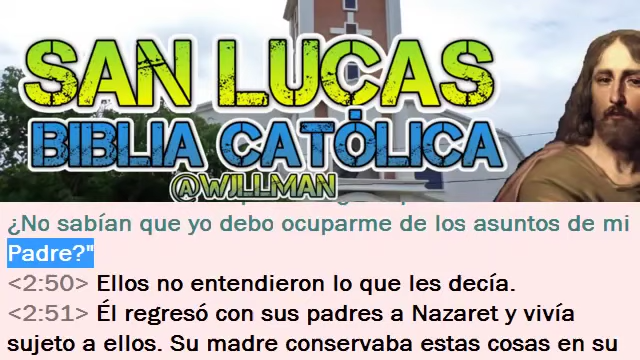 SAN LUCAS
BIBLIA CATÓLICA
@WJLLMAN
¿No sabían que yo debo ocuparme de los asuntos de mi
Padre?"
<2:50> Ellos no entendieron lo que les decía.
<2:51> Él regresó con sus padres a Nazaret y vivía
sujeto a ellos. Su madre conservaba estas cosas en su